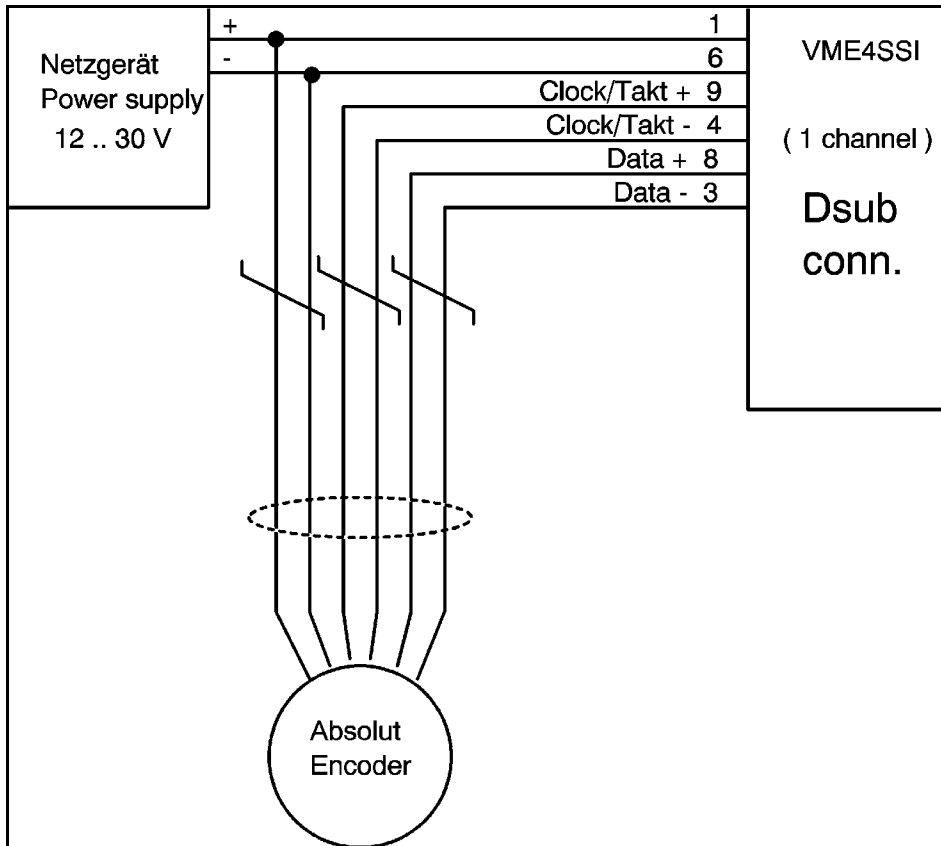 Netzgerät
Power supply
12 .. 30 V
+
-
1
6
Clock/Takt + 9
Clock/Takt - 4
Data + 8
Data - 3
VME4SSI
( 1 channel )
Dsub
conn.
Absolut
Encoder